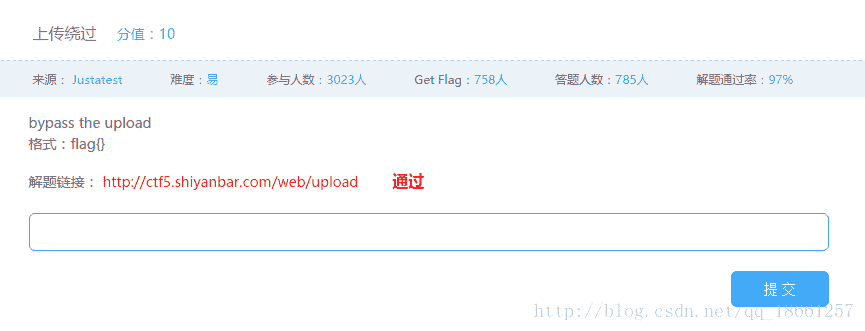 上传绕过 分值：10
来源： Justatest 难度：易 参与人数：3023人 Get Flag：758人 答题人数：785人 解题通过率：97%
bypass the upload
格式：flag{}
解题链接： http://ctf5.shiyanbar.com/web/upload 通过
提 交
http://blog.csdn.net/qq_18661257